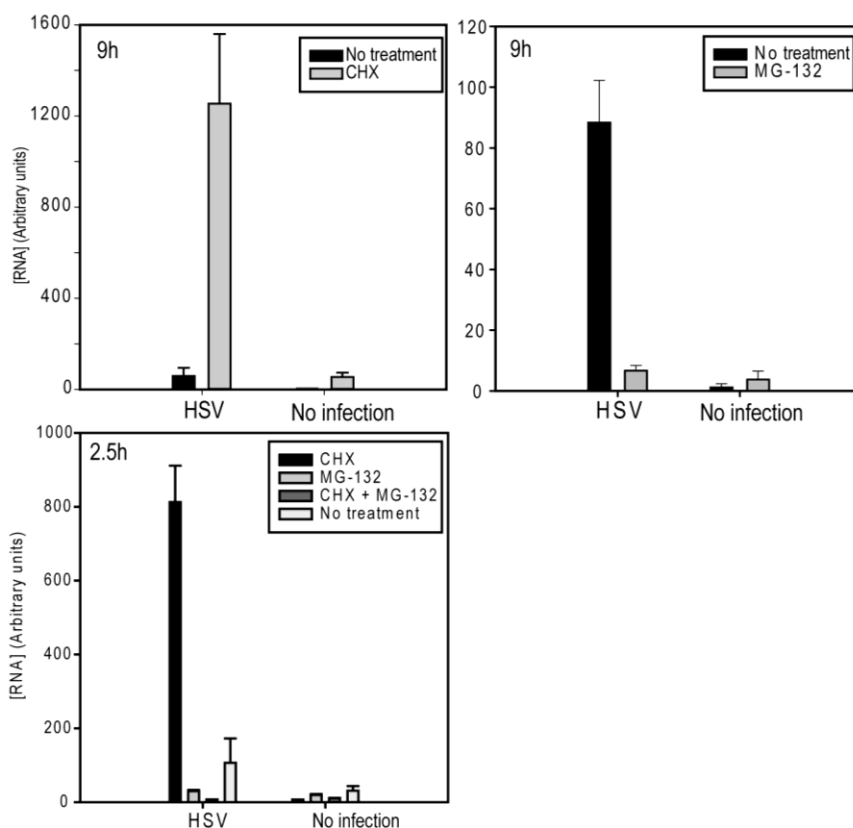 9h
No treatment
CHX
[RNA] (Arbitrary units)
1600
1200
800
400
0
HSV
No infection
9h
No treatment
MG-132
120
100
80
60
40
20
0
HSV
No infection
2.5h
CHX
MG-132
CHX + MG-132
No treatment
[RNA] (Arbitrary units)
1000
800
600
400
200
0
HSV
No infection